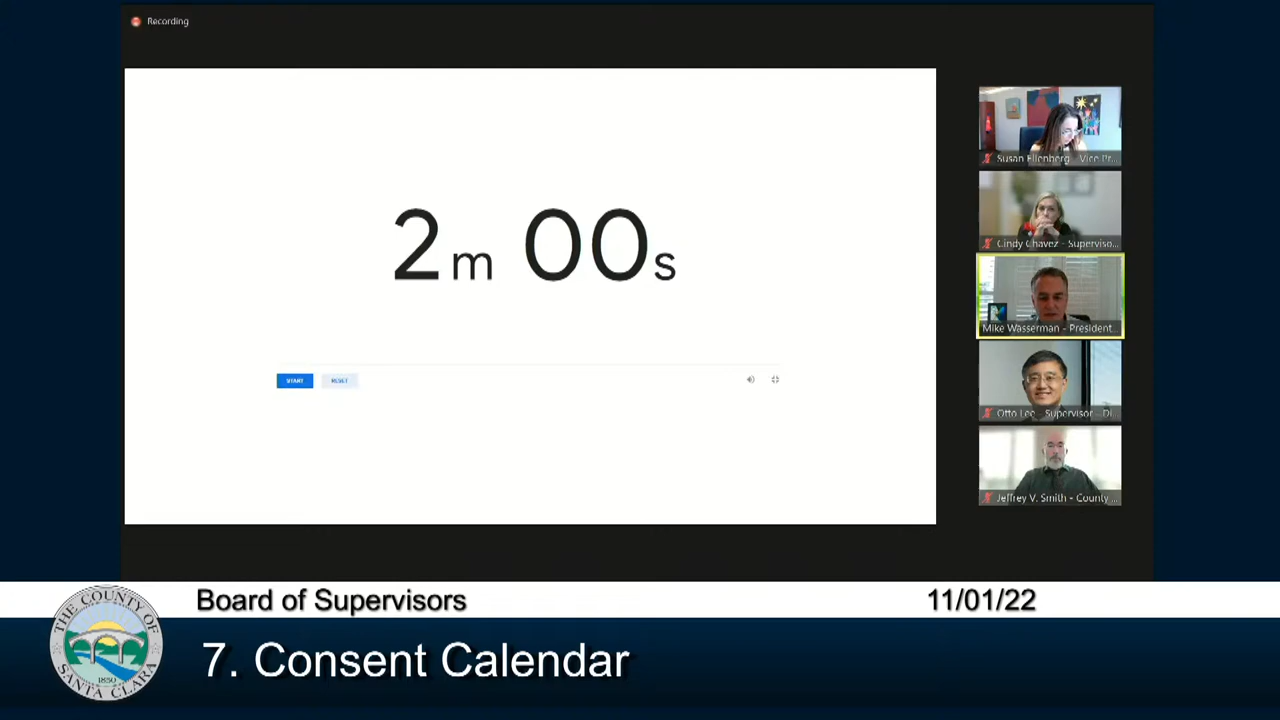 Recording
2m 00s
START RESET
Susan Ellenberg - Vice Pr...
Cindy Chavez - Superviso...
Mike Wasserman - President...
Otto Lee - Supervisor - Di...
Jeffrey V. Smith - County ...
Board of Supervisors
11/01/22
7. Consent Calendar
THE COUNTY OF
SANTA CLARA
1850